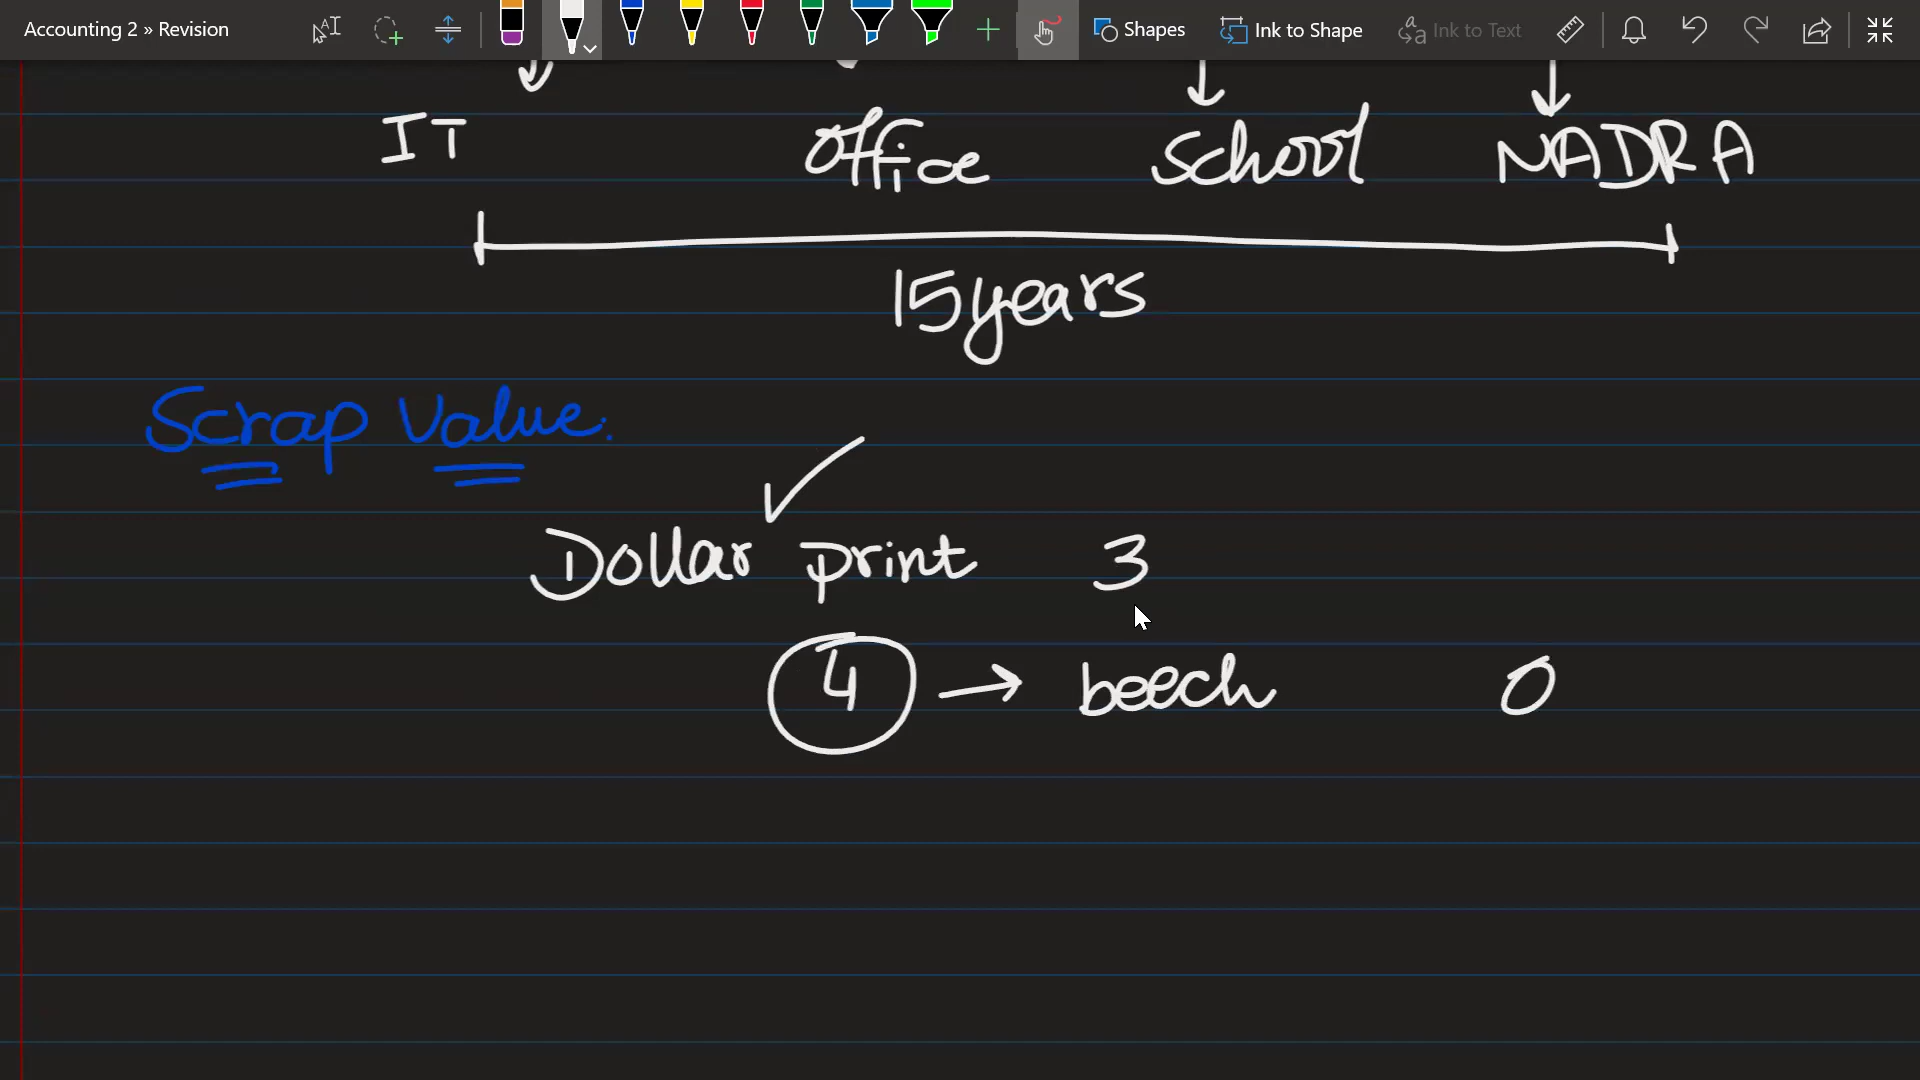 Accounting 2 » Revision Shapes Ink to Shape Ink to Text
IT office School NADRA
15 years
Scrap Value:
Dollar print 3
4 → beech 0